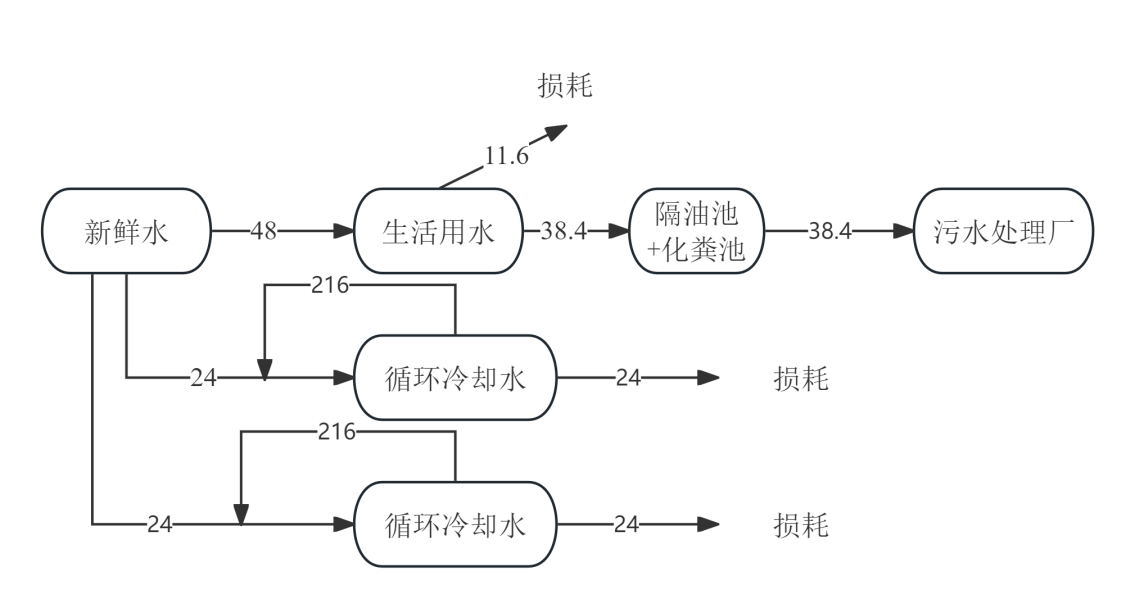 损耗
11.6
新鲜水
48
生活用水
38.4
隔油池
+化粪池
38.4
污水处理厂
216
24
循环冷却水
24
损耗
216
24
循环冷却水
24
损耗